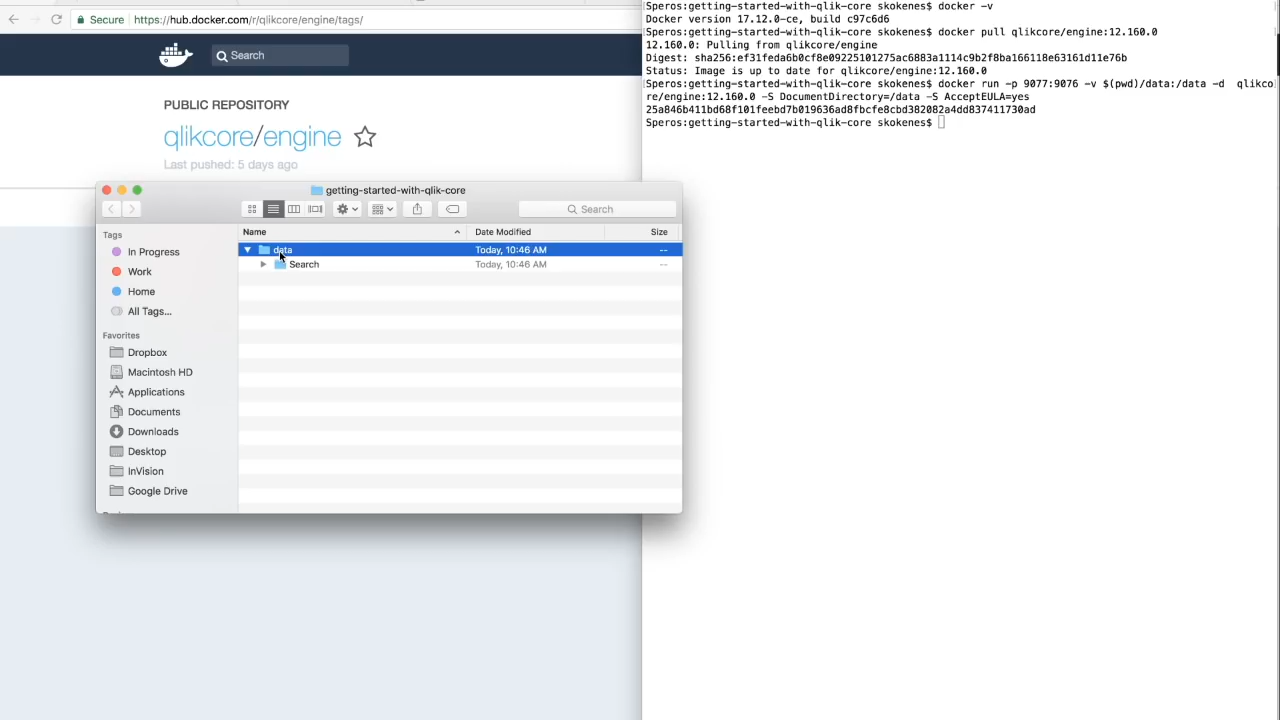 Secure
https://hub.docker.com/r/qlikcore/engine/tags/
Search
PUBLIC REPOSITORY
qlikcore/engine
Last pushed: 5 days ago
getting-started-with-qlik-core
Search
Tags
In Progress
Work
Home
All Tags...
Favorites
Dropbox
Macintosh HD
Applications
Documents
Downloads
Desktop
InVision
Google Drive
Name Date Modified Size
data Today, 10:46 AM --
Search Today, 10:46 AM --
[Speros:getting-started-with-qlik-core skokenes$ docker -v
Docker version 17.12.0-ce, build c97c6d6
[Speros:getting-started-with-qlik-core skokenes$ docker pull qlikcore/engine:12.160.0
12.160.0: Pulling from qlikcore/engine
Digest: sha256:ef31feda6b0cf8e09225101275ac6883a1114c9b2f8ba166118e63161d11e76b
Status: Image is up to date for qlikcore/engine:12.160.0
[Speros:getting-started-with-qlik-core skokenes$ docker run -p 9077:9076 -v $(pwd)/data:/data -d  qlikco
re/engine:12.160.0 -S DocumentDirectory=/data -S AcceptEULA=yes
25a846b411bd68f101feebd7b019636ad8fbcfe8cbd382082a4dd837411730ad
Speros:getting-started-with-qlik-core skokenes$